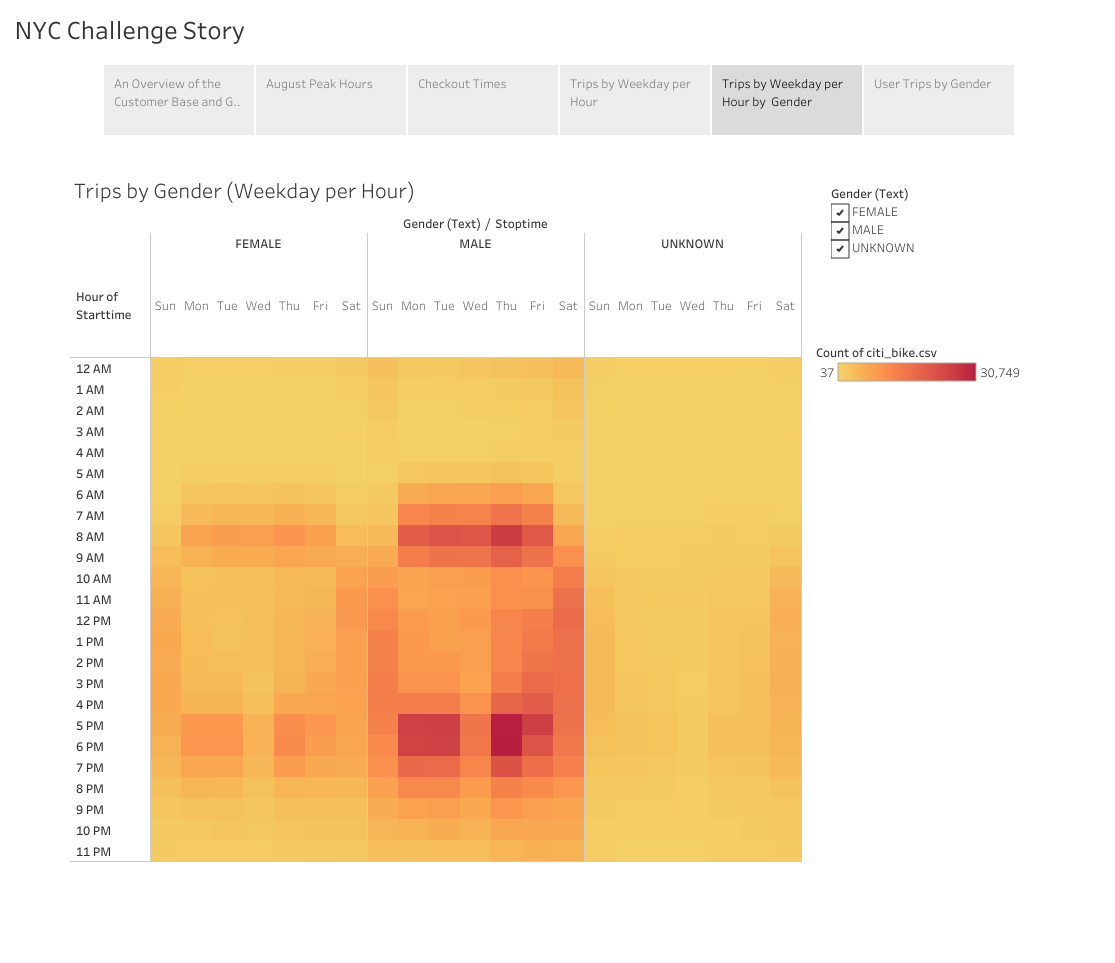 NYC Challenge Story
An Overview of the
Customer Base and G..
August Peak Hours
Checkout Times
Trips by Weekday per
Hour
Trips by Weekday per
Hour by Gender
User Trips by Gender
Trips by Gender (Weekday per Hour)
Gender (Text) / Stoptime
FEMALE MALE UNKNOWN
Hour of
Starttime
Sun Mon Tue Wed Thu Fri Sat Sun Mon Tue Wed Thu Fri Sat Sun Mon Tue Wed Thu Fri Sat
12 AM
1 AM
2 AM
3 AM
4 AM
5 AM
6 AM
7 AM
8 AM
9 AM
10 AM
11 AM
12 PM
1 PM
2 PM
3 PM
4 PM
5 PM
6 PM
7 PM
8 PM
9 PM
10 PM
11 PM
Gender (Text)
FEMALE
MALE
UNKNOWN
Count of citi_bike.csv
37 30,749